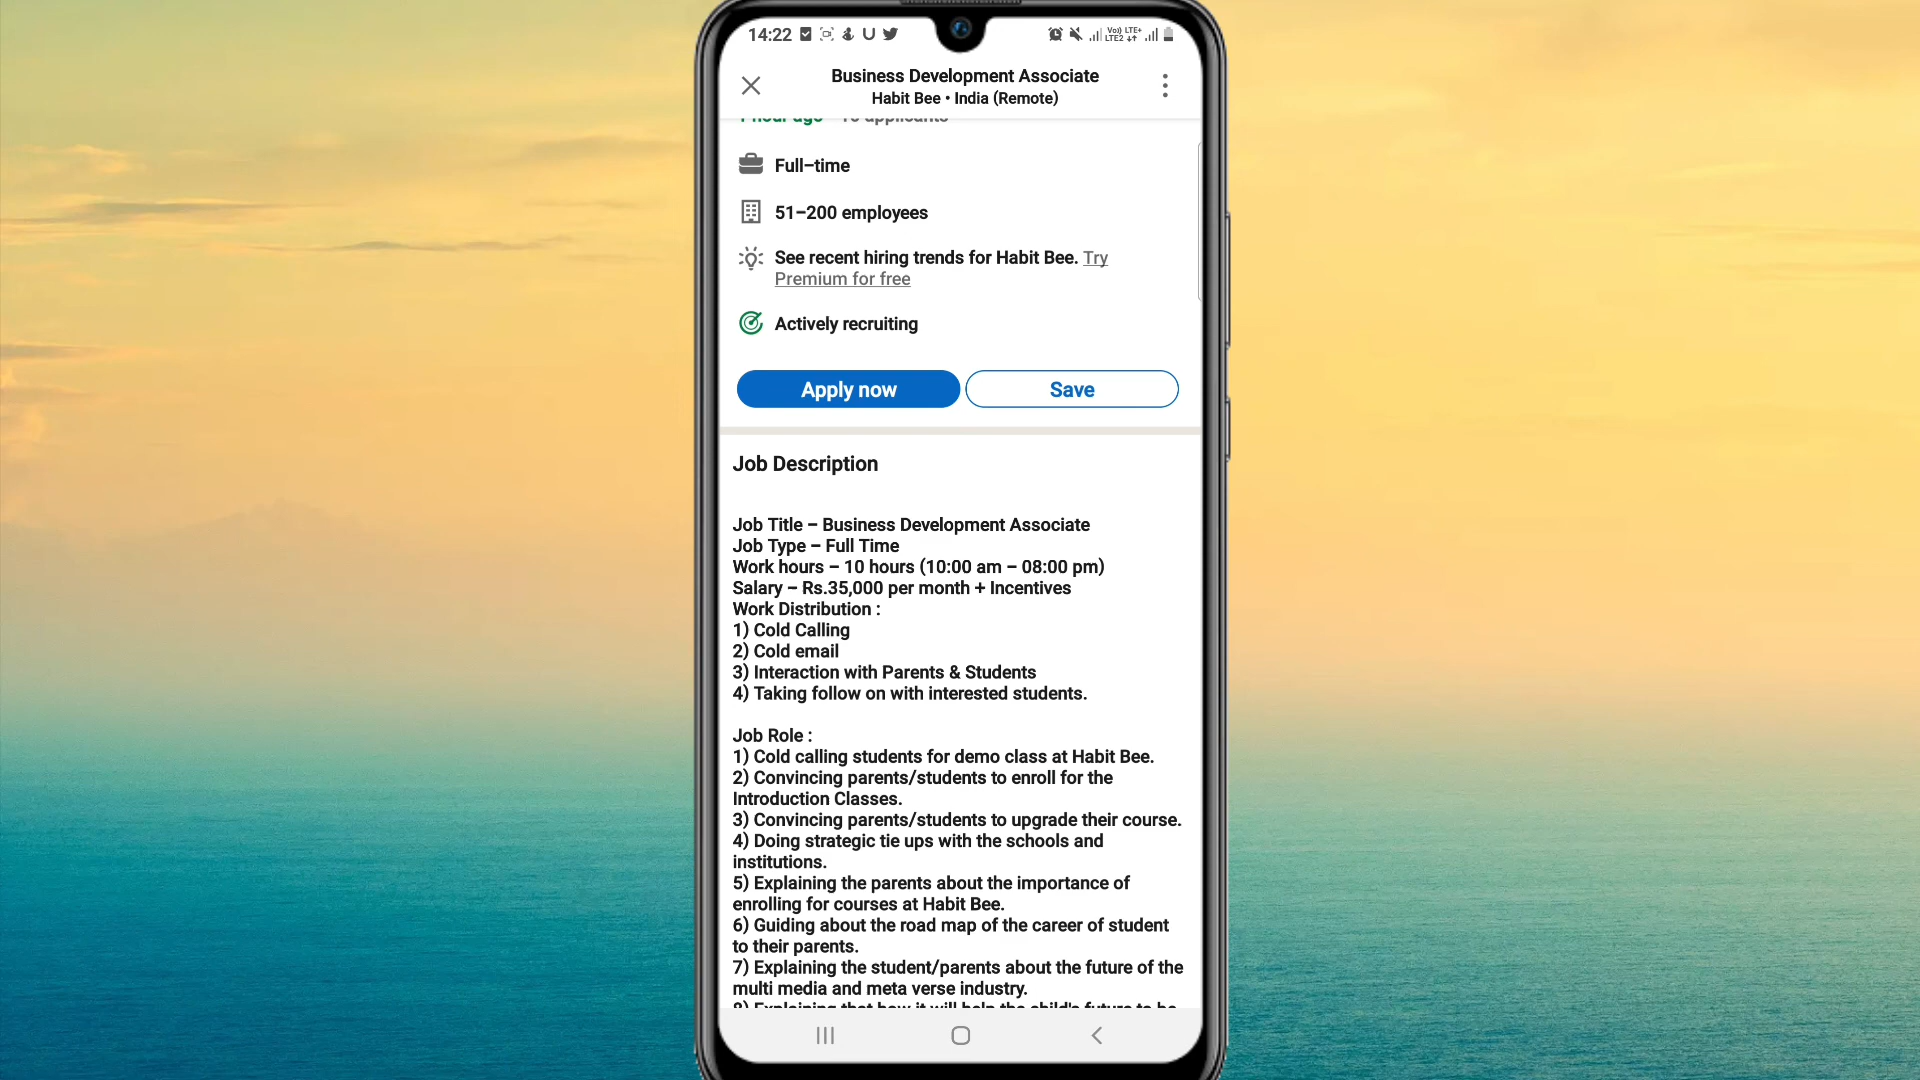 14:22
Vo) LTE+
LTE2
Business Development Associate
Habit Bee • India (Remote)
1 hour ago applicants
Full-time
51-200 employees
See recent hiring trends for Habit Bee. Try
Premium for free
Actively recruiting
Apply now
Save
Job Description
Job Title – Business Development Associate
Job Type – Full Time
Work hours – 10 hours (10:00 am – 08:00 pm)
Salary – Rs.35,000 per month + Incentives
Work Distribution :
1) Cold Calling
2) Cold email
3) Interaction with Parents & Students
4) Taking follow on with interested students.
Job Role :
1) Cold calling students for demo class at Habit Bee.
2) Convincing parents/students to enroll for the
Introduction Classes.
3) Convincing parents/students to upgrade their course.
4) Doing strategic tie ups with the schools and
institutions.
5) Explaining the parents about the importance of
enrolling for courses at Habit Bee.
6) Guiding about the road map of the career of student
to their parents.
7) Explaining the student/parents about the future of the
multi media and meta verse industry.
8) Explaining that how it will help the child's future to be